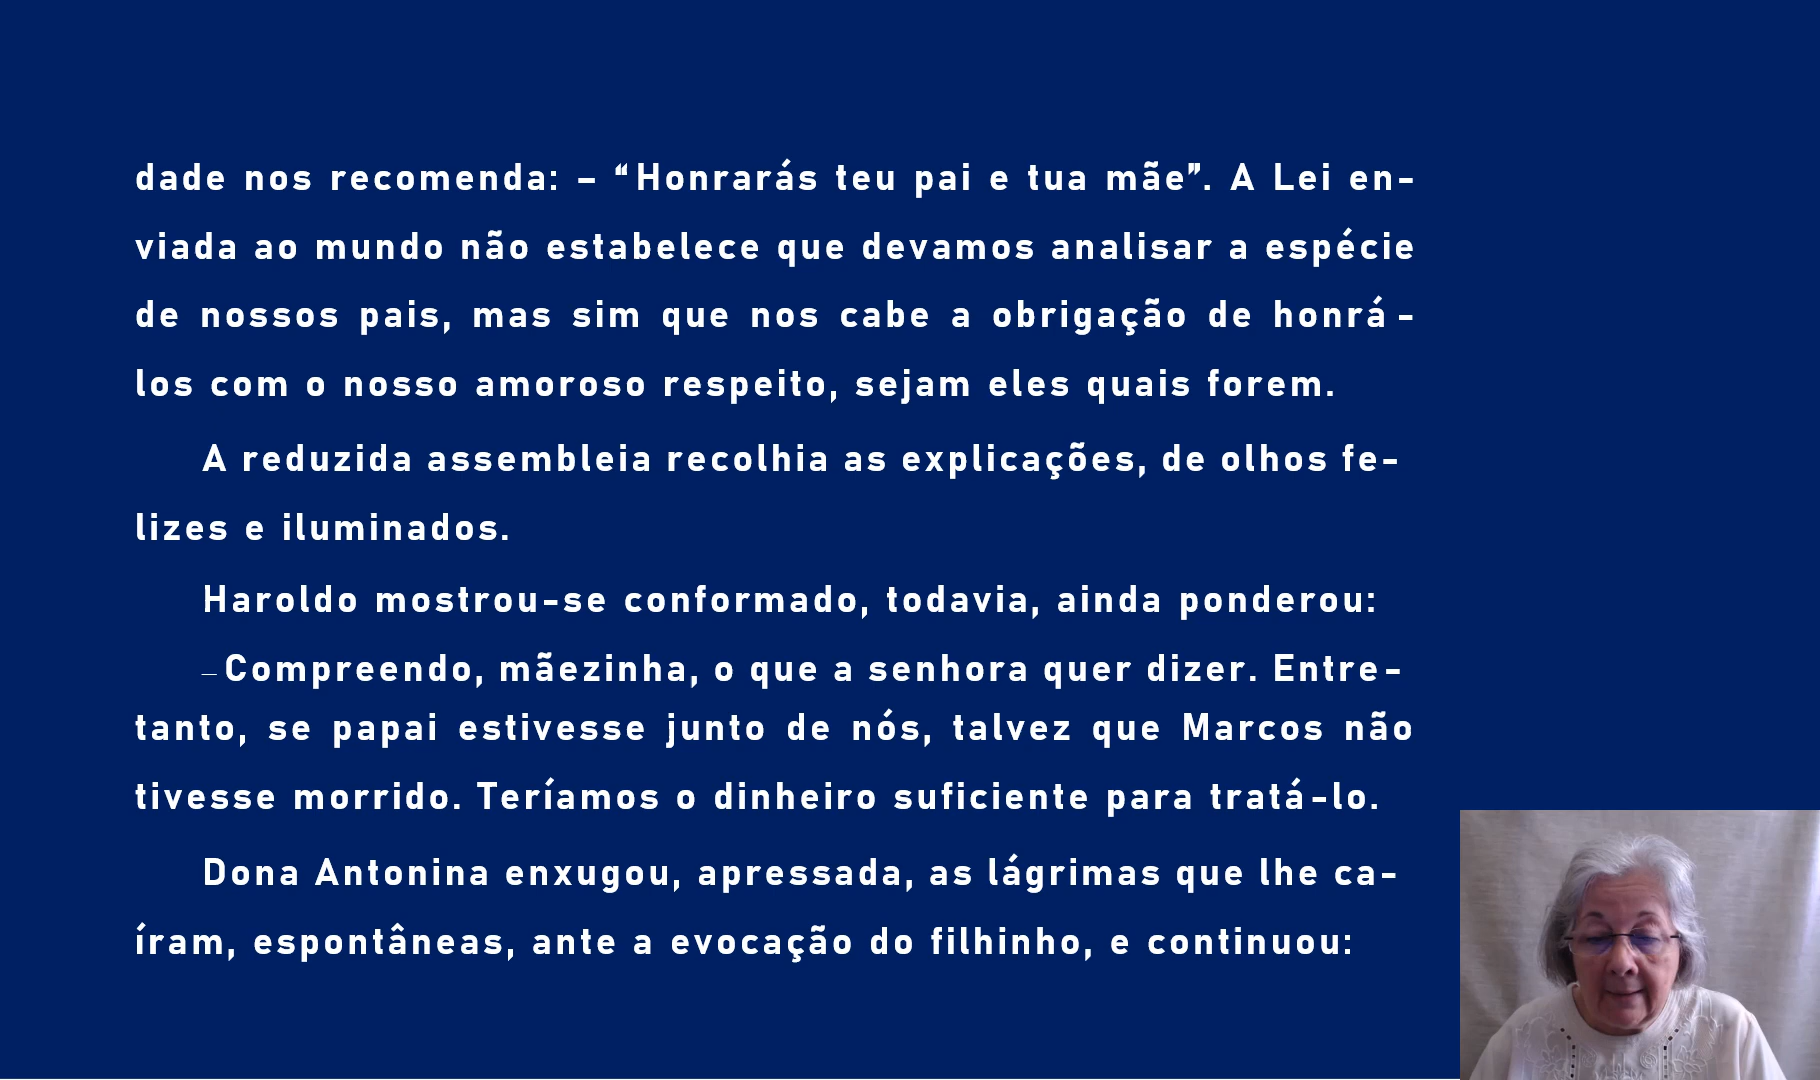 dade nos recomenda: – “Honrarás teu pai e tua mãe”. A Lei en-
viada ao mundo não estabelece que devamos analisar a espécie
de nossos pais, mas sim que nos cabe a obrigação de honrá-
los com o nosso amoroso respeito, sejam eles quais forem.
A reduzida assembleia recolhia as explicações, de olhos fe-
lizes e iluminados.
Haroldo mostrou-se conformado, todavia, ainda ponderou:
– Compreendo, mãezinha, o que a senhora quer dizer. Entre-
tanto, se papai estivesse junto de nós, talvez que Marcos não
tivesse morrido. Teríamos o dinheiro suficiente para tratá-lo.
Dona Antonina enxugou, apressada, as lágrimas que lhe ca-
íram, espontâneas, ante a evocação do filhinho, e continuou: